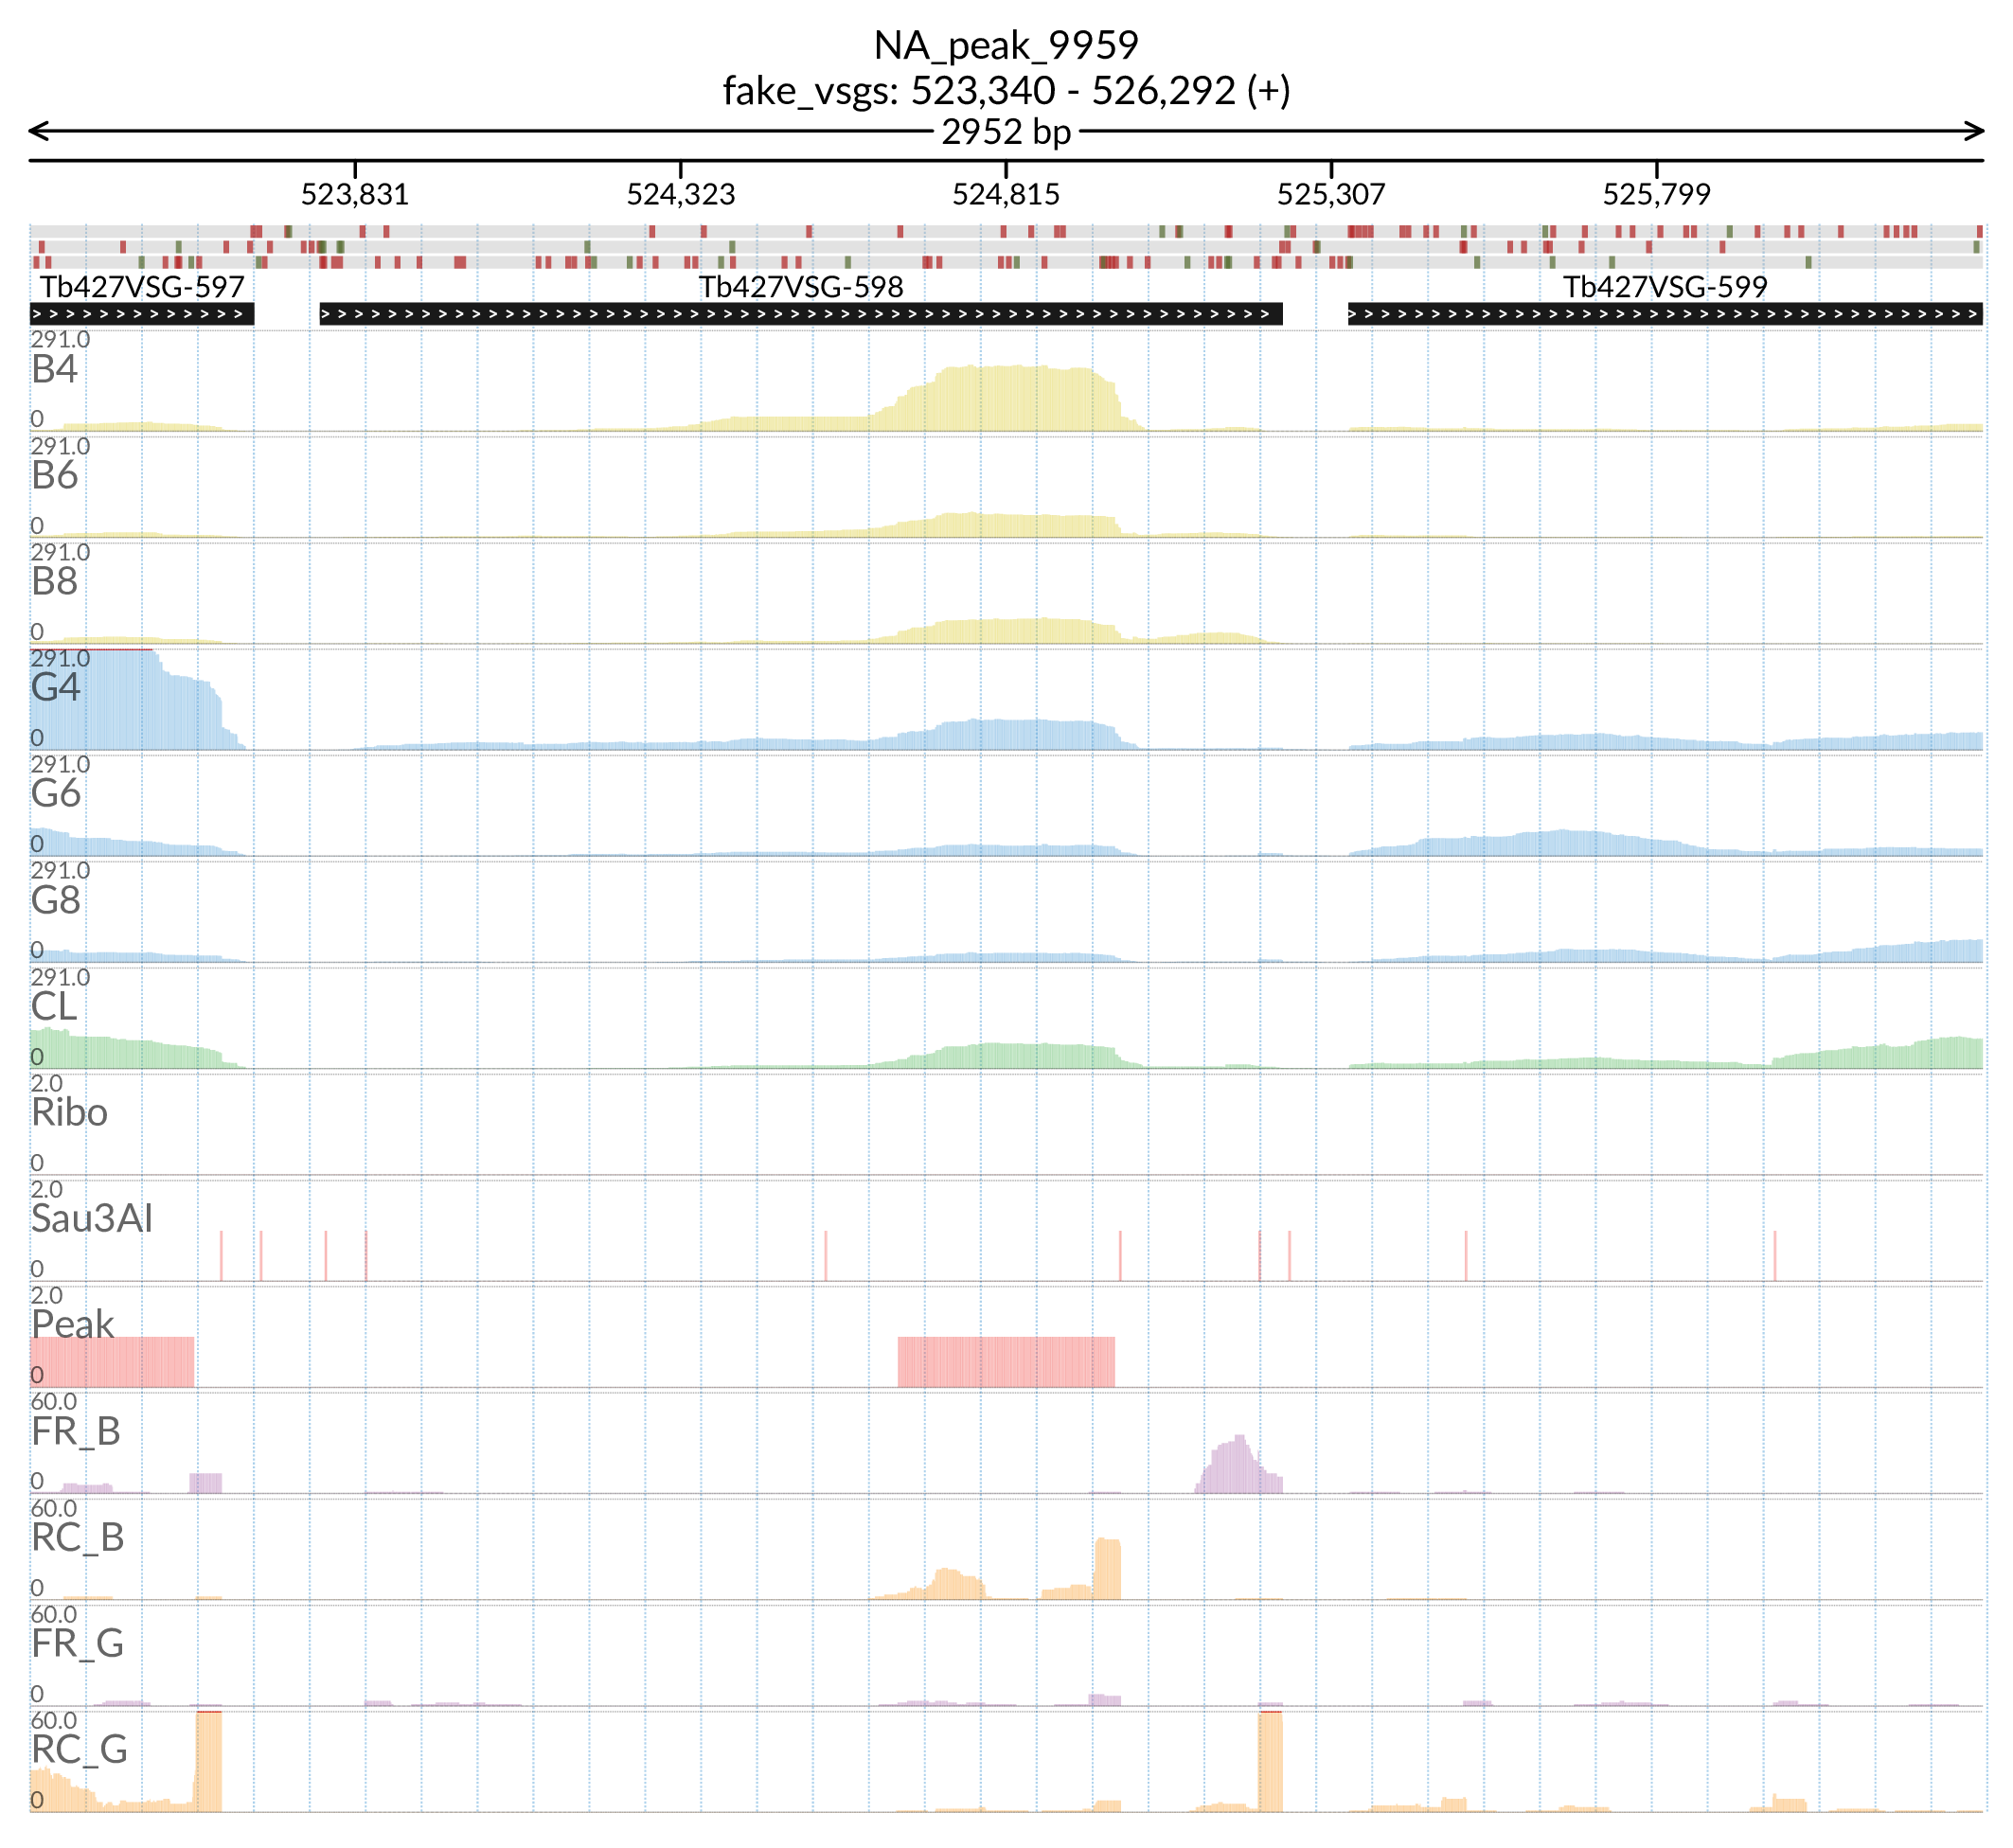 NA_peak_9959
fake_vsgs: 523,340 - 526,292 (+)
2952 bp
523,831 524,323 524,815 525,307 525,799
Tb427VSG-597 Tb427VSG-598 Tb427VSG-599
291.0
B4
0
291.0
B6
0
291.0
B8
0
291.0
G4
0
291.0
G6
0
291.0
G8
0
291.0
CL
0
2.0
Ribo
0
2.0
Sau3AI
0
2.0
Peak
0
60.0
FR_B
0
60.0
RC_B
0
60.0
FR_G
0
60.0
RC_G
0